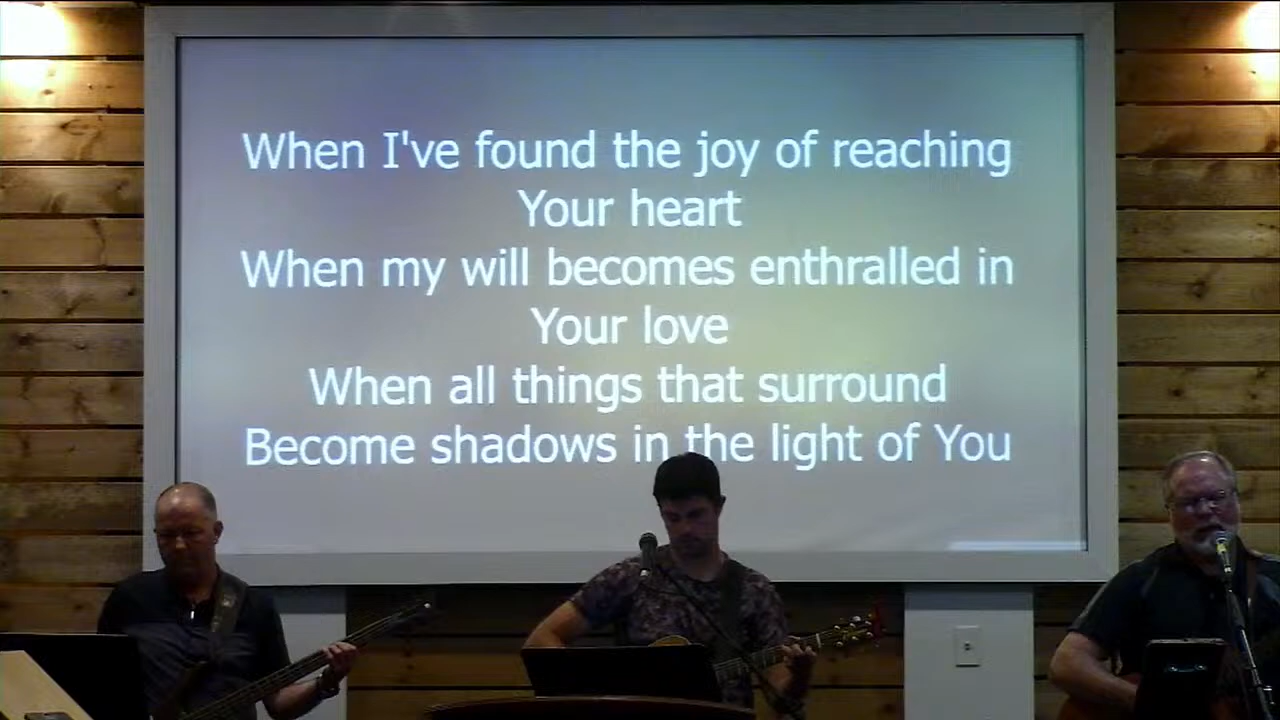 When I've found the joy of reaching
Your heart
When my will becomes enthralled in
Your love
When all things that surround
Become shadows in the light of You